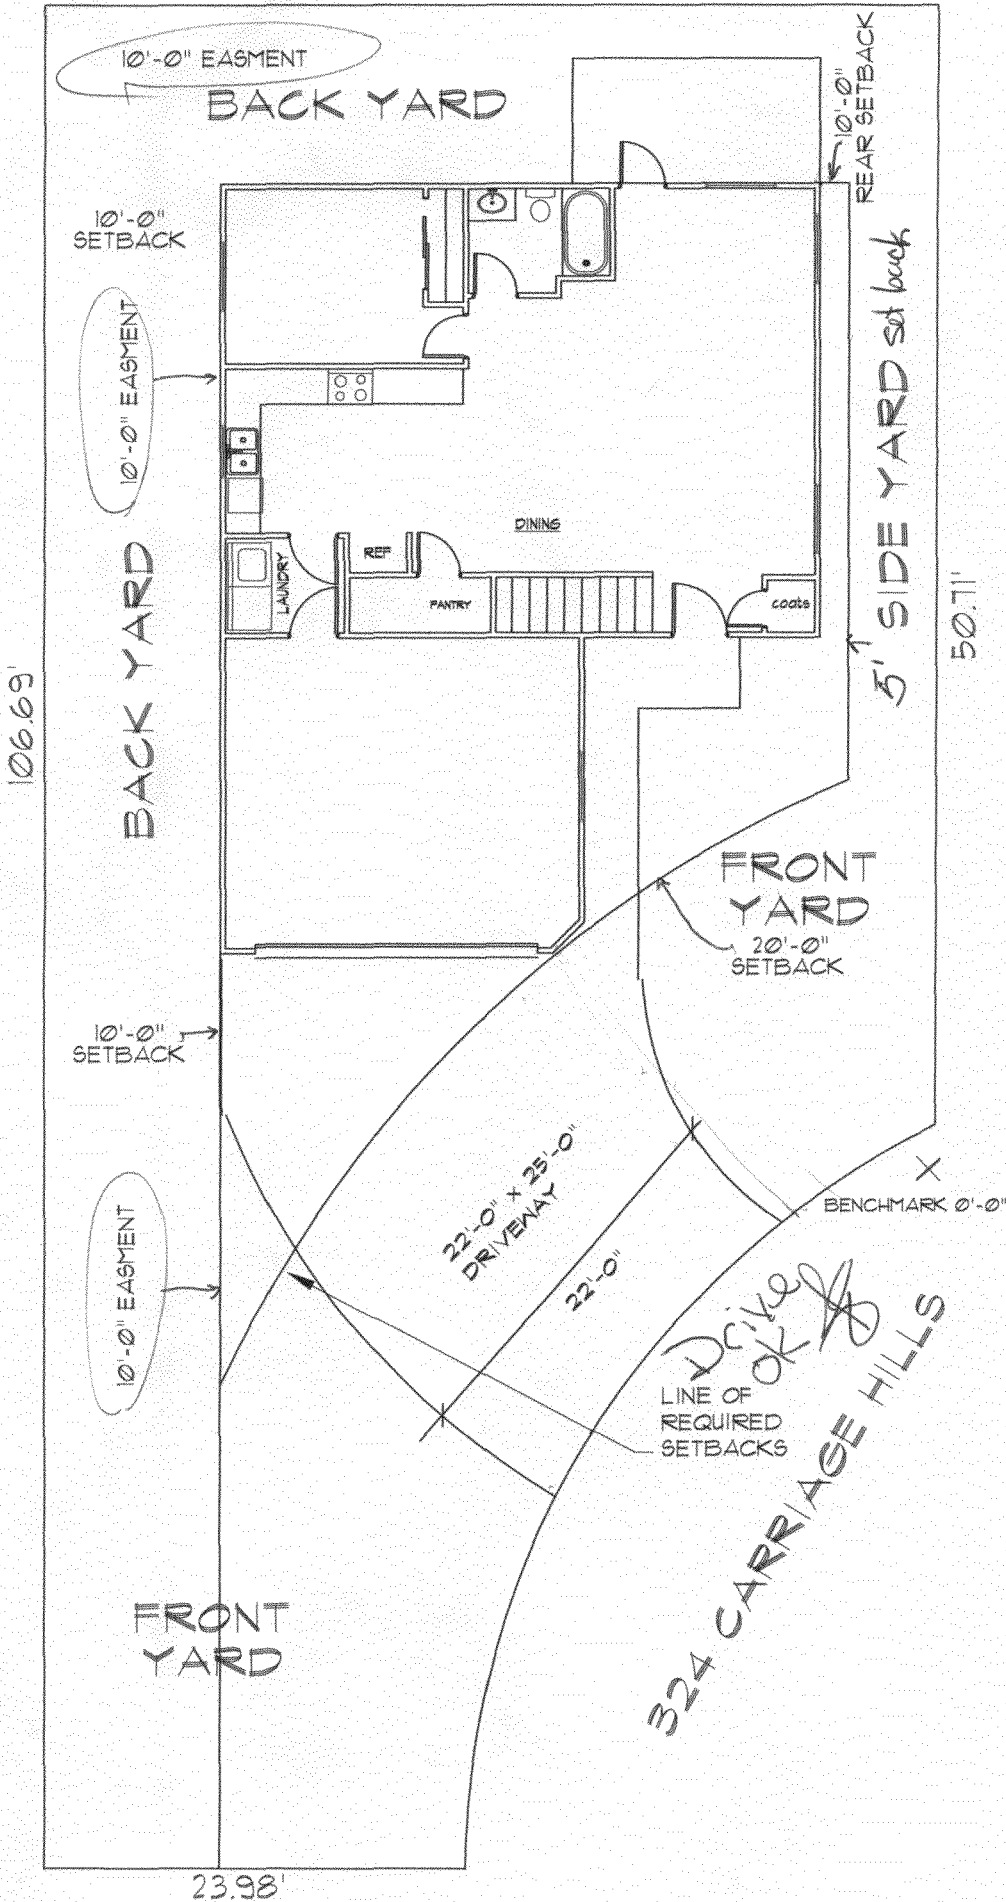 10'-0" EASMENT
BACK YARD
10'-0"
REAR SETBACK
10'-0"
SETBACK
10'-0" EASMENT
5' SIDE YARD set back
DINING
REF
LAUNDRY
PANTRY
coats
BACK YARD
106.69'
50.71'
FRONT
YARD
20'-0"
SETBACK
10'-0"
SETBACK
22'-0" x 25'-0"
DRIVEWAY
22'-0"
BENCHMARK 0'-0"
10'-0" EASMENT
Drive
OK
LINE OF
REQUIRED
SETBACKS
324 CARRIAGE HILLS
FRONT
YARD
23.98'